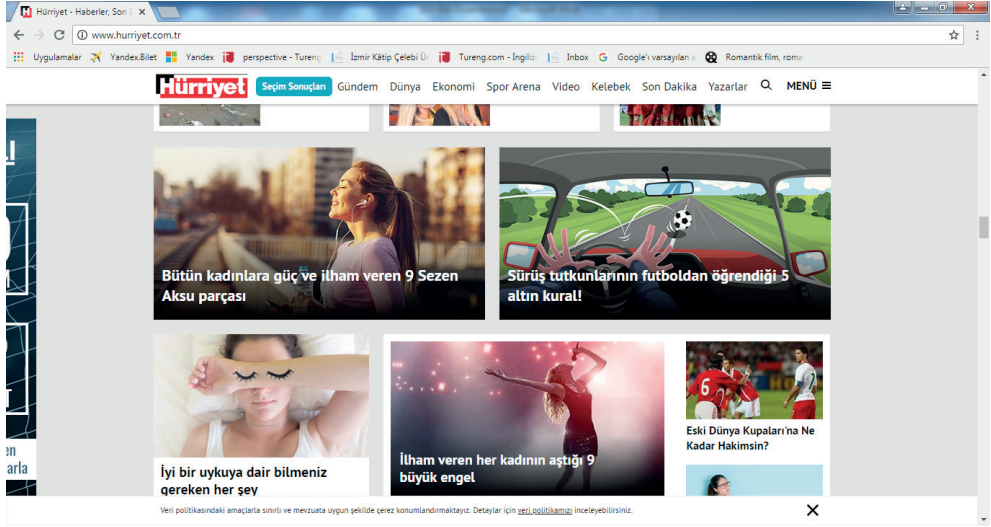 Hürriyet - Haberler, Son
www.hurriyet.com.tr
Uygulamalar Yandex.Bilet Yandex perspective - Tureng İzmir Kâtip Çelebi Ün Tureng.com - İngiliz Inbox Google'ı varsayılan a Romantik film, roma
Hürriyet Seçim Sonuçları Gündem Dünya Ekonomi Spor Arena Video Kelebek Son Dakika Yazarlar MENÜ
Bütün kadınlara güç ve ilham veren 9 Sezen
Aksu parçası
Sürüş tutkunlarının futboldan öğrendiği 5
altın kural!
İyi bir uykuya dair bilmeniz
gereken her şey
İlham veren her kadının aştığı 9
büyük engel
Eski Dünya Kupaları'na Ne
Kadar Hakimsin?
en
arla
Veri politikasındaki amaçlarla sınırlı ve mevzuata uygun şekilde çerez konumlandırmaktayız. Detaylar için veri politikamızı inceleyebilirsiniz.